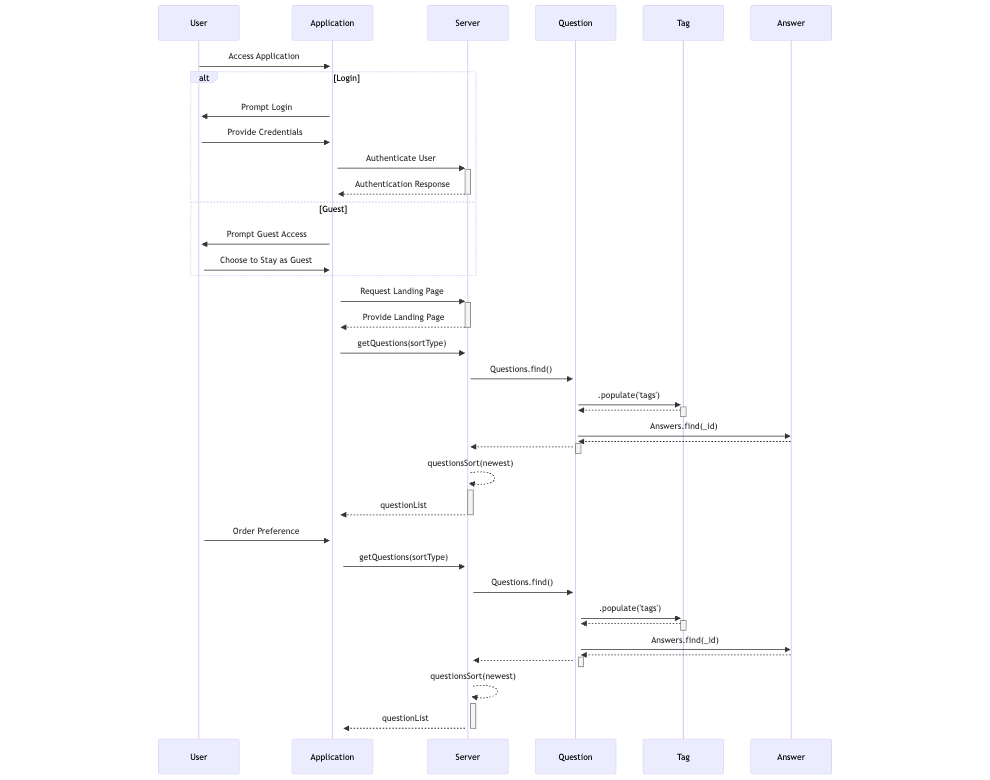 User
Application
Server
Question
Tag
Answer
Access Application
alt
[Login]
Prompt Login
Provide Credentials
Authenticate User
Authentication Response
[Guest]
Prompt Guest Access
Choose to Stay as Guest
Request Landing Page
Provide Landing Page
getQuestions(sortType)
Questions.find()
.populate('tags')
Answers.find(_id)
questionsSort(newest)
questionList
Order Preference
getQuestions(sortType)
Questions.find()
.populate('tags')
Answers.find(_id)
questionsSort(newest)
questionList
User
Application
Server
Question
Tag
Answer